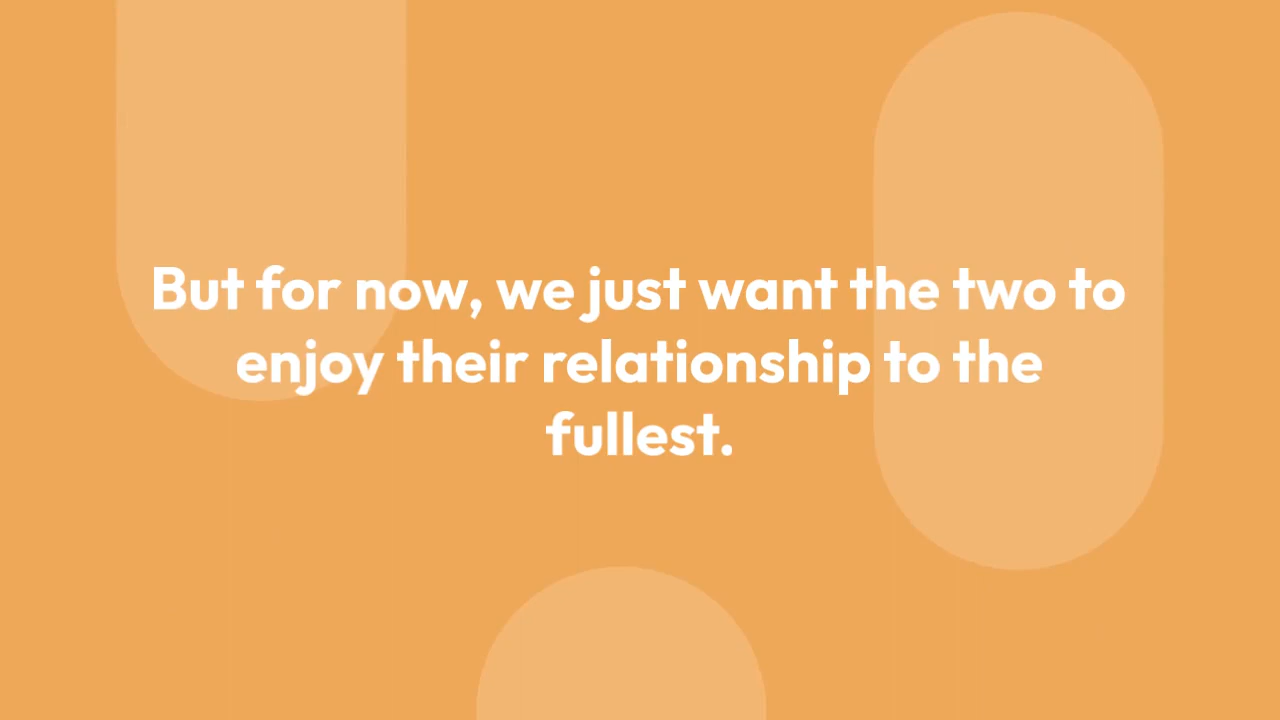 But for now, we just want the two to
enjoy their relationship to the
fullest.